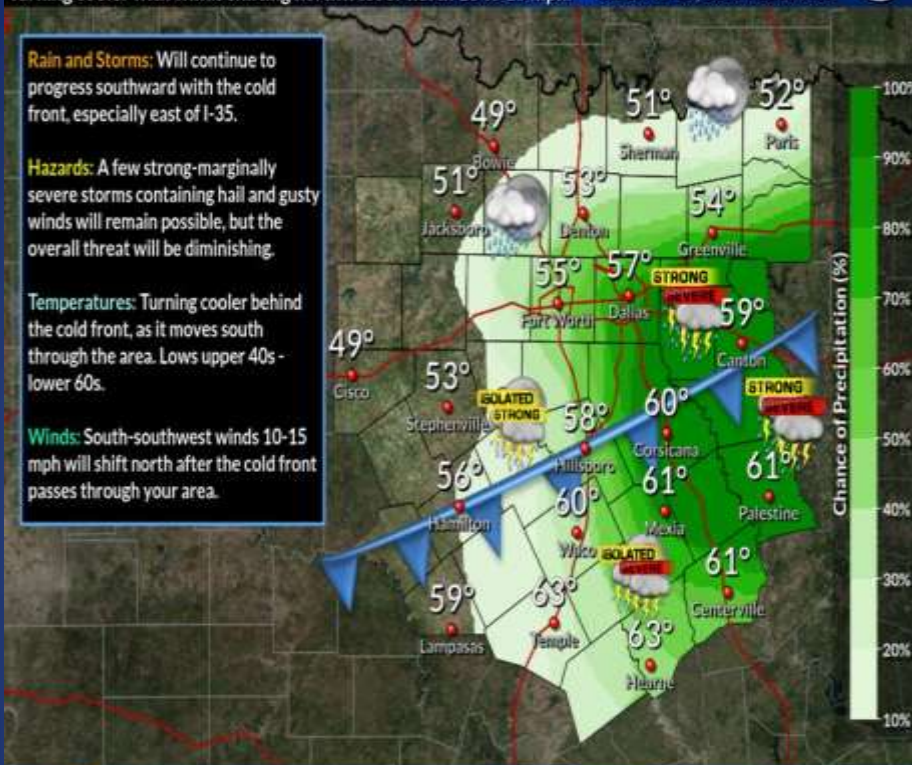 Rain and Storms: Will continue to
progress southward with the cold
front, especially east of I-35.
Hazards: A few strong-marginally
severe storms containing hail and gusty
winds will remain possible, but the
overall threat will be diminishing.
Temperatures: Turning cooler behind
the cold front, as it moves south
through the area. Lows upper 40s -
lower 60s.
Winds: South-southwest winds 10-15
mph will shift north after the cold front
passes through your area.
49°
Bowie
51°
Sherman
52°
Paris
51°
Jacksboro
53°
Denton
54°
Greenville
55°
Fort Worth
57°
Dallas
STRONG
SEVERE
59°
Canton
49°
Cisco
53°
Stephenville
ISOLATED
STRONG
58°
Hillsboro
60°
Corsicana
STRONG
SEVERE
56°
Hamilton
60°
Waco
61°
Mexia
61°
Palestine
ISOLATED
SEVERE
59°
Lampasas
63°
Temple
61°
Centerville
63°
Hearne
Chance of Precipitation (%)
100%
90%
80%
70%
60%
50%
40%
30%
20%
10%